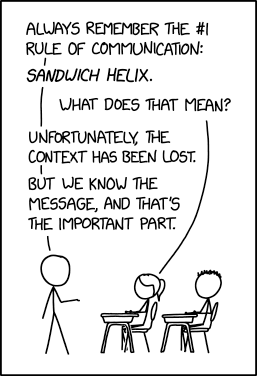 ALWAYS REMEMBER THE #1
RULE OF COMMUNICATION:
SANDWICH HELIX.
WHAT DOES THAT MEAN?
UNFORTUNATELY, THE
CONTEXT HAS BEEN LOST.
BUT WE KNOW THE
MESSAGE, AND THAT'S
THE IMPORTANT PART.